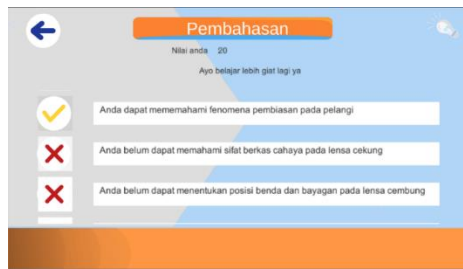 Pembahasan
Nilai anda 20
Ayo belajar lebih giat lagi ya
Anda dapat mememahami fenomena pembiasan pada pelangi
Anda belum dapat memahami sifat berkas cahaya pada lensa cekung
Anda belum dapat menentukan posisi benda dan bayagan pada lensa cembung